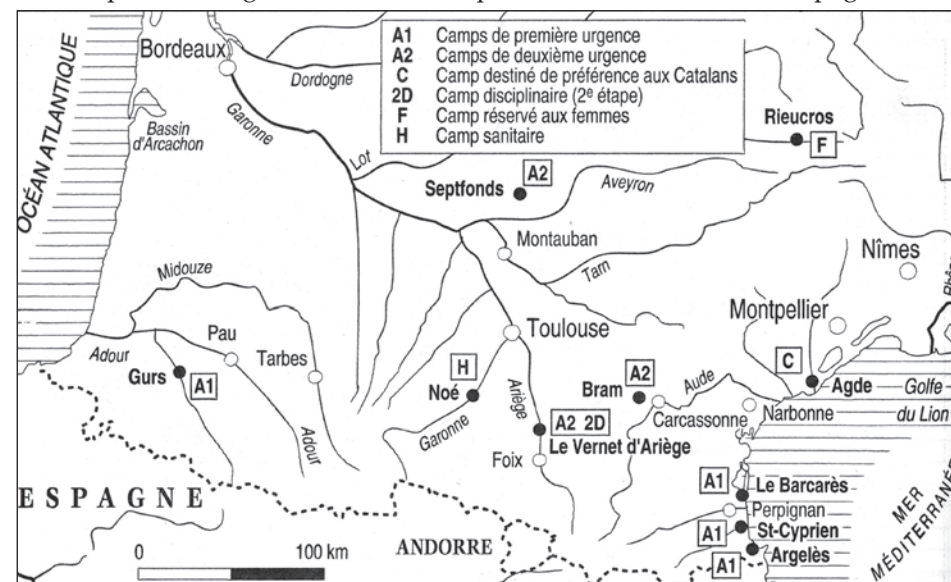 A1 Camps de première urgence
A2 Camps de deuxième urgence
C Camp destiné de préférence aux Catalans
2D Camp disciplinaire (2e étape)
F Camp réservé aux femmes
H Camp sanitaire
OCÉAN ATLANTIQUE
Bordeaux
Dordogne
Garonne
Bassin
d'Arcachon
Lot
Rieucros
F
A2
Septfonds
Aveyron
Montauban
Tarn
Nîmes
Midouze
Montpellier
Toulouse
Adour
Pau
Tarbes
Gurs
A1
H
Noé
Ariège
A2
Bram
Aude
C
Agde
Golfe
du Lion
Carcassonne
Narbonne
Garonne
A2 2D
Le Vernet d'Ariège
Adour
Foix
A1
Le Barcarès
ESPAGNE
Perpignan
A1
St-Cyprien
MER
MÉDITERRANÉ
0 100 km
ANDORRE
A1
Argelès